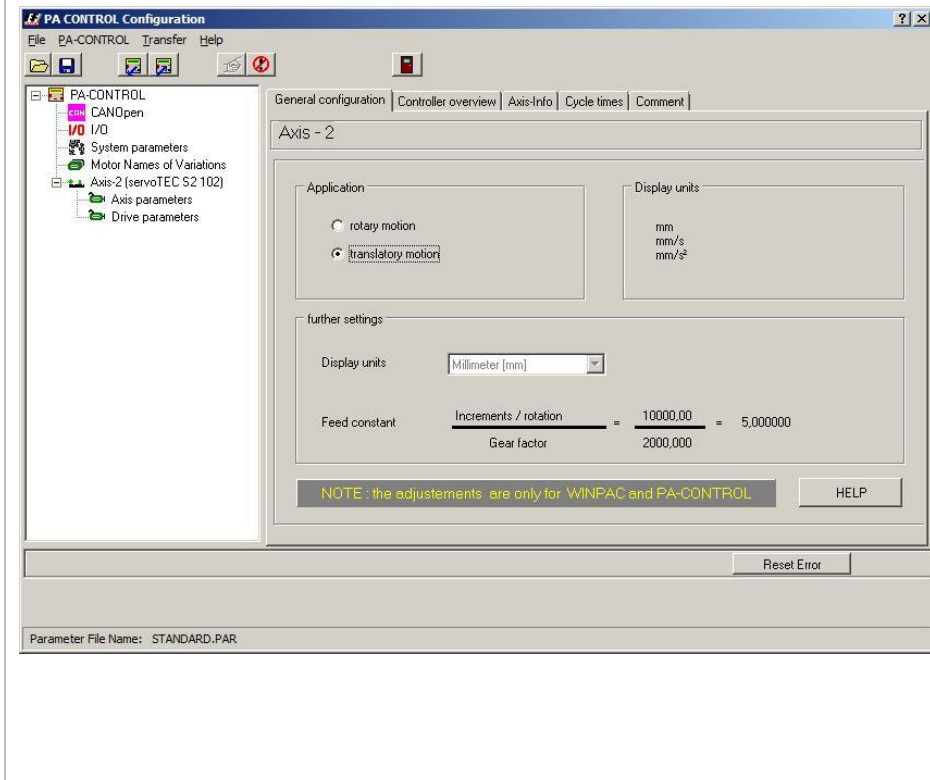 PA CONTROL Configuration
File PA-CONTROL Transfer Help
PA-CONTROL
CAN CANOpen
I/O I/O
System parameters
Motor Names of Variations
Axis-2 (servoTEC S2 102)
Axis parameters
Drive parameters
General configuration Controller overview Axis-Info Cycle times Comment
Axis - 2
Application
rotary motion
translatory motion
Display units
mm
mm/s
mm/s²
further settings
Display units Millimeter [mm]
Feed constant Increments / rotation = 10000,00 = 5,000000
Gear factor 2000,000
NOTE : the adjustements are only for WINPAC and PA-CONTROL HELP
Reset Error
Parameter File Name: STANDARD.PAR